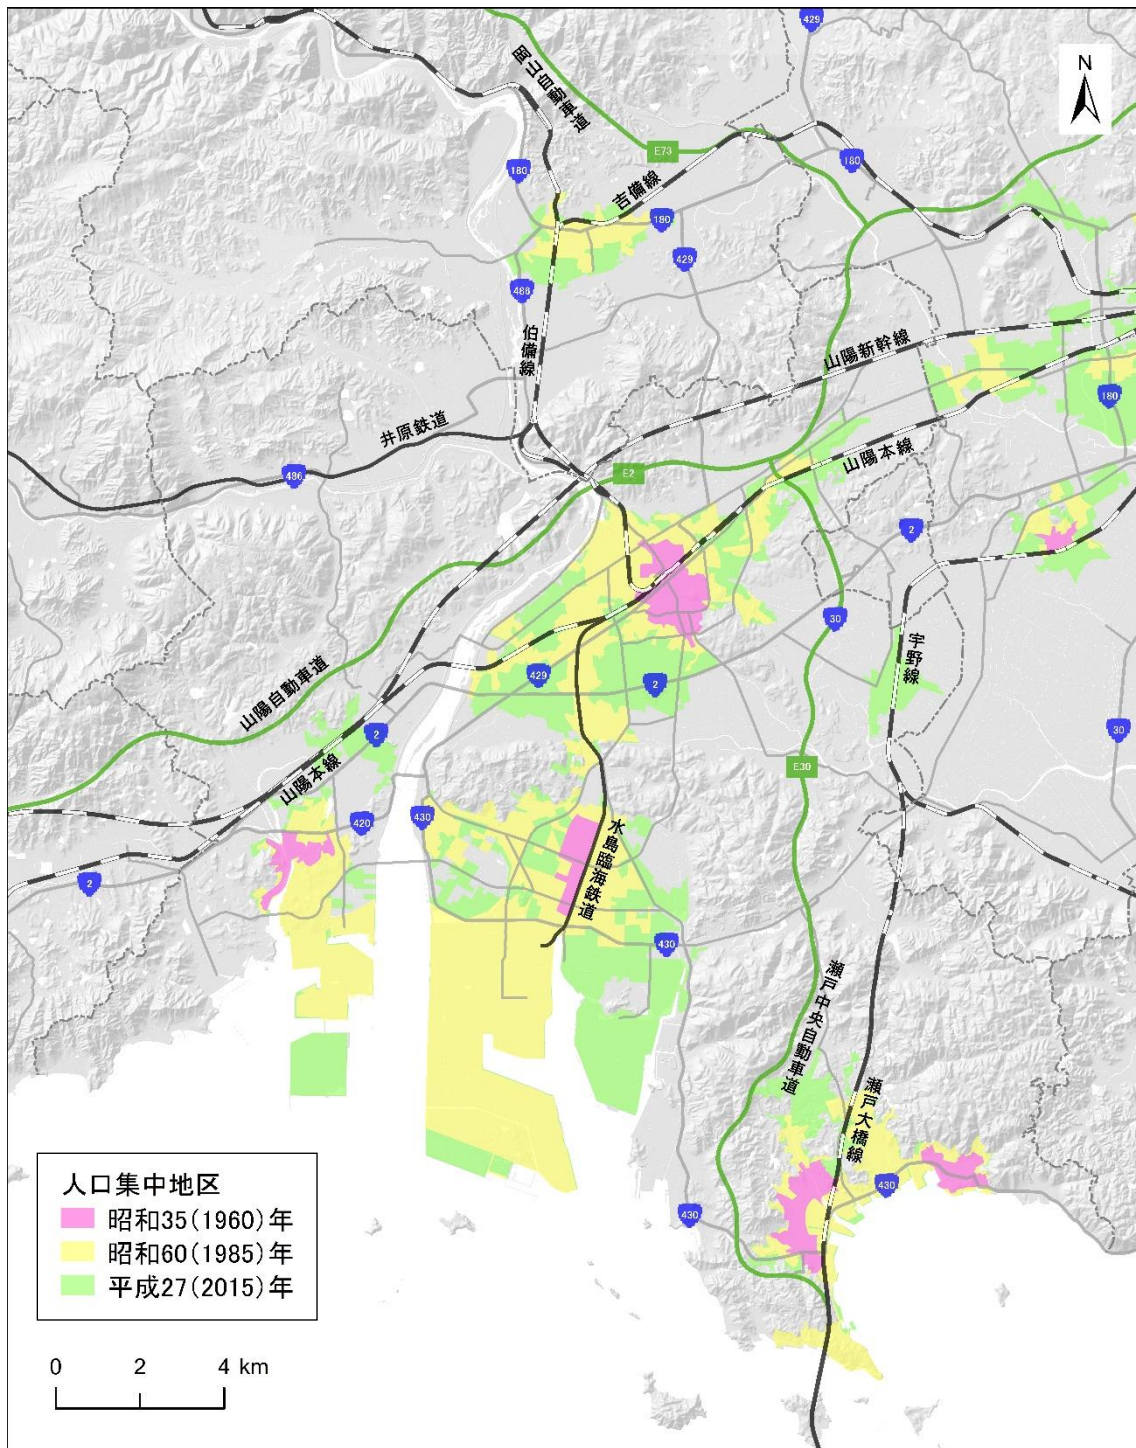 429
N
岡山自動車道
E73
180
180
吉備線
180
429
486
伯備線
山陽新幹線
180
井原鉄道
山陽本線
486
E2
2
30
宇野線
429
2
山陽自動車道
30
2
E30
山陽本線
420
430
水島臨海鉄道
2
430
瀬戸中央自動車道
瀬戸大橋線
430
430
人口集中地区
昭和35(1960)年
昭和60(1985)年
平成27(2015)年
0 2 4 km